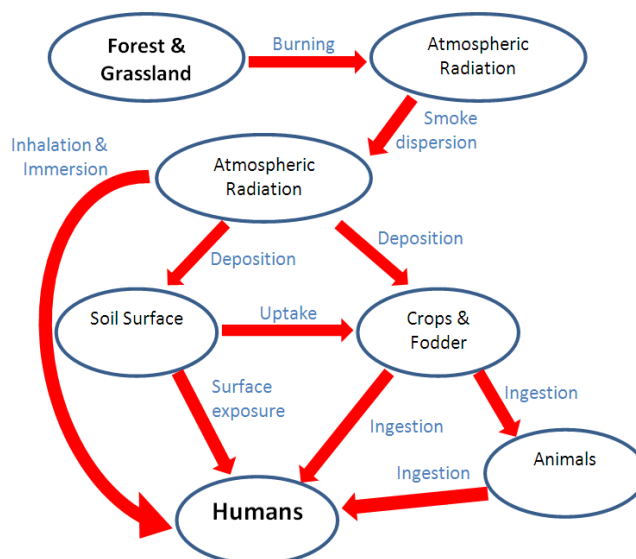 Forest &
Grassland
Burning
Atmospheric
Radiation
Smoke
dispersion
Inhalation &
Immersion
Atmospheric
Radiation
Deposition
Deposition
Soil Surface
Uptake
Crops &
Fodder
Surface
exposure
Ingestion
Ingestion
Ingestion
Animals
Humans